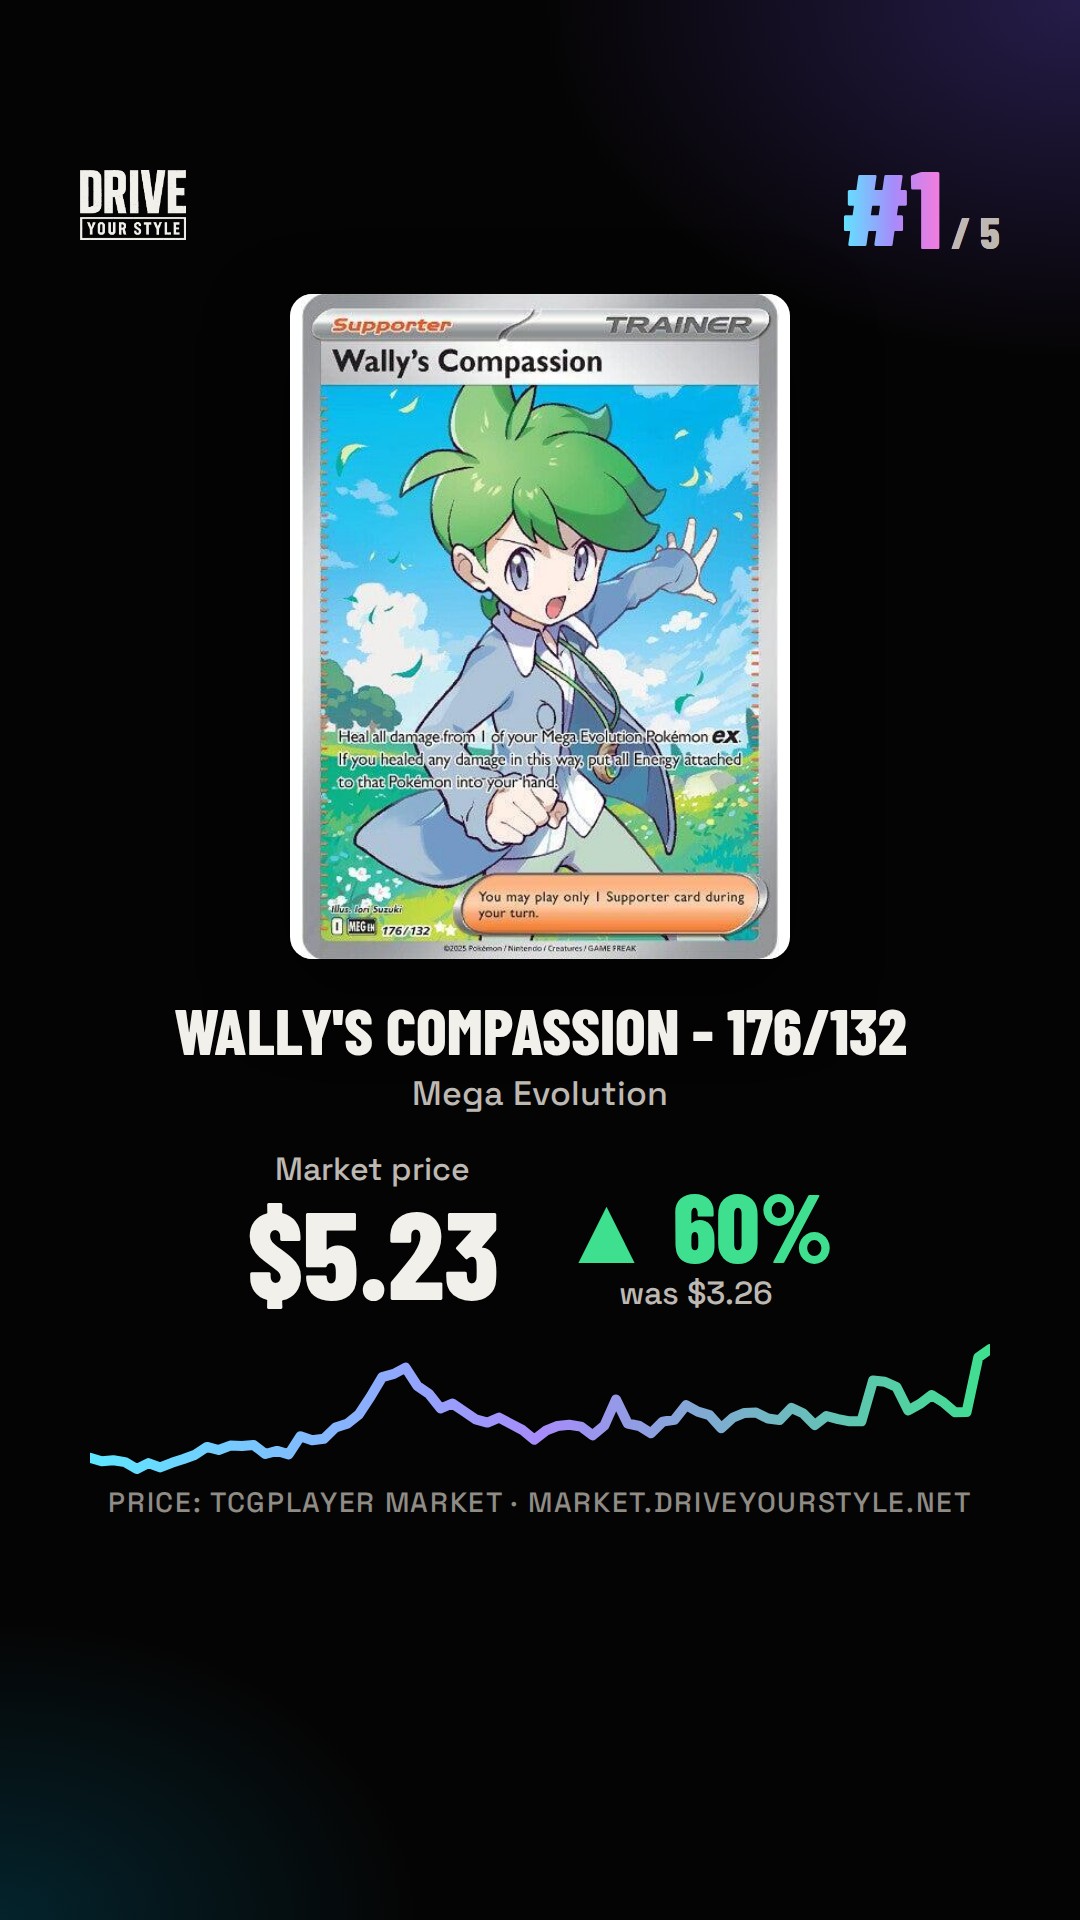 DRIVE
YOUR STYLE
#1 / 5
Supporter
TRAINER
Wally's Compassion
Heal all damage from 1 of your Mega Evolution Pokémon ex.
If you healed any damage in this way, put all Energy attached
to that Pokémon into your hand.
You may play only 1 Supporter card during
your turn.
Illus. Iori Suzuki
I MEG EN 176/132
©2025 Pokémon / Nintendo / Creatures / GAME FREAK
WALLY'S COMPASSION - 176/132
Mega Evolution
Market price
$5.23
▲ 60%
was $3.26
PRICE: TCGPLAYER MARKET · MARKET.DRIVEYOURSTYLE.NET